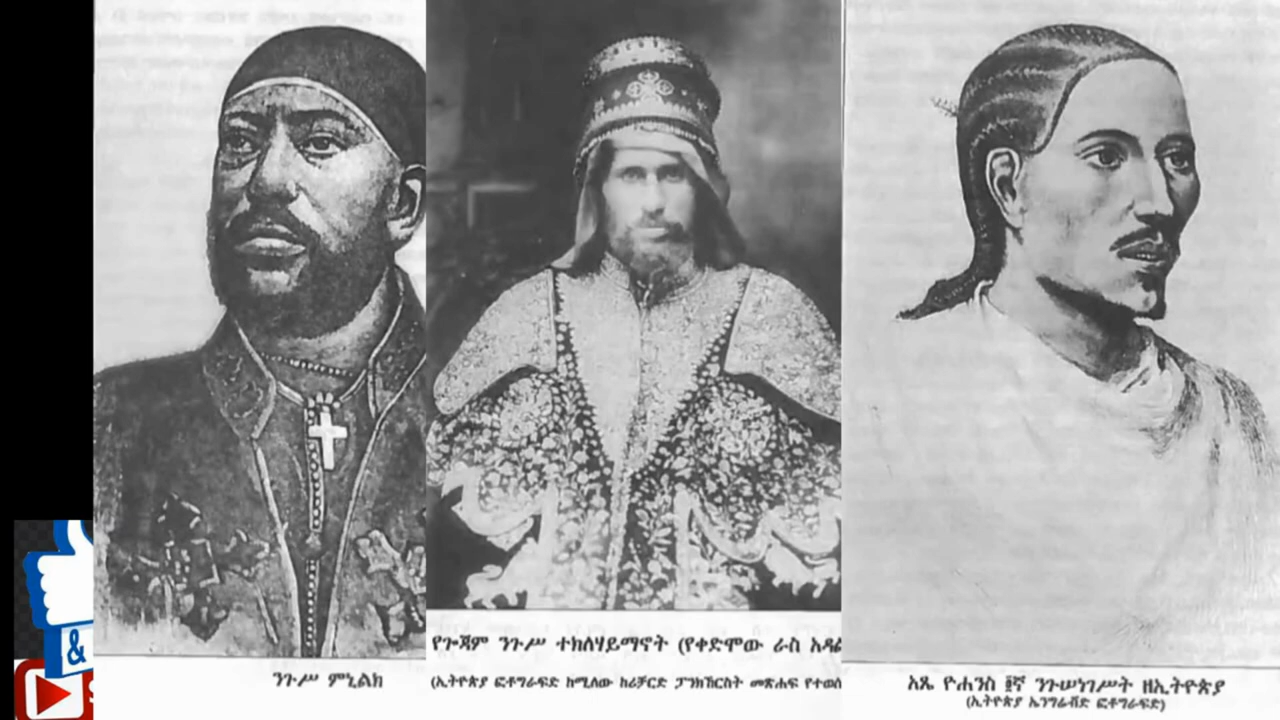 ንጉሥ ምኒልክ
የጐጃም ንጉሥ ተክለሃይማኖት (የቀድሞው ራስ አዳል
(ኢትዮጵያ ፎቶግራፍድ ከሚለው ከሪቻርድ ፓንክኸርስት መጽሐፍ የተወሰ
አጼ ዮሐንስ ፬ኛ ንጉሠነገሥት ዘኢትዮጵያ
(ኢትዮጵያ ኤንግሬቭድ ፎቶግራፍድ)
&